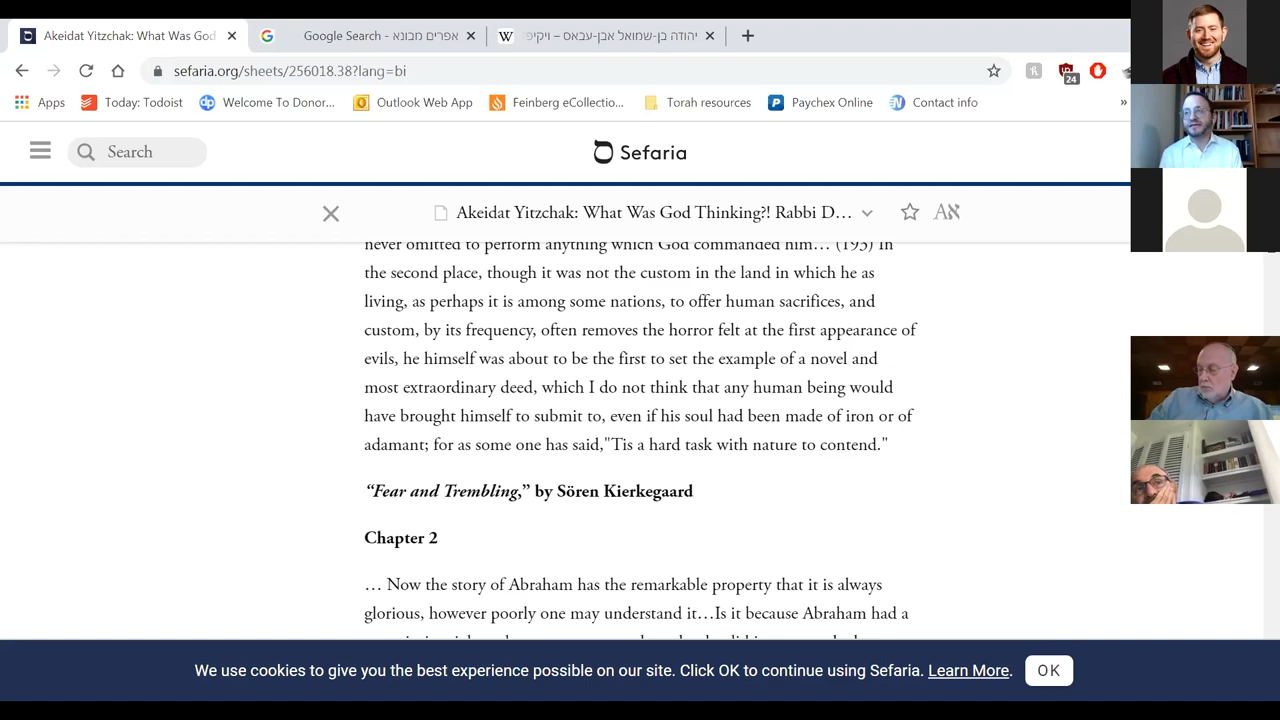 Akeidat Yitzchak: What Was God
Google Search - אפרים מבונא
יהודה בן-שמואל אבן-עבאס – ויקיפ
sefaria.org/sheets/256018.38?lang=bi
24
Apps
Today: Todoist
Welcome To Donor...
Outlook Web App
Feinberg eCollectio...
Torah resources
Paychex Online
Contact info
»
Search
Sefaria
Akeidat Yitzchak: What Was God Thinking?! Rabbi D…
Aא
never omitted to perform anything which God commanded him… (193) In
the second place, though it was not the custom in the land in which he as
living, as perhaps it is among some nations, to offer human sacrifices, and
custom, by its frequency, often removes the horror felt at the first appearance of
evils, he himself was about to be the first to set the example of a novel and
most extraordinary deed, which I do not think that any human being would
have brought himself to submit to, even if his soul had been made of iron or of
adamant; for as some one has said,"Tis a hard task with nature to contend."
“Fear and Trembling,” by Sören Kierkegaard
Chapter 2
… Now the story of Abraham has the remarkable property that it is always
glorious, however poorly one may understand it…Is it because Abraham had a
We use cookies to give you the best experience possible on our site. Click OK to continue using Sefaria. Learn More.
OK